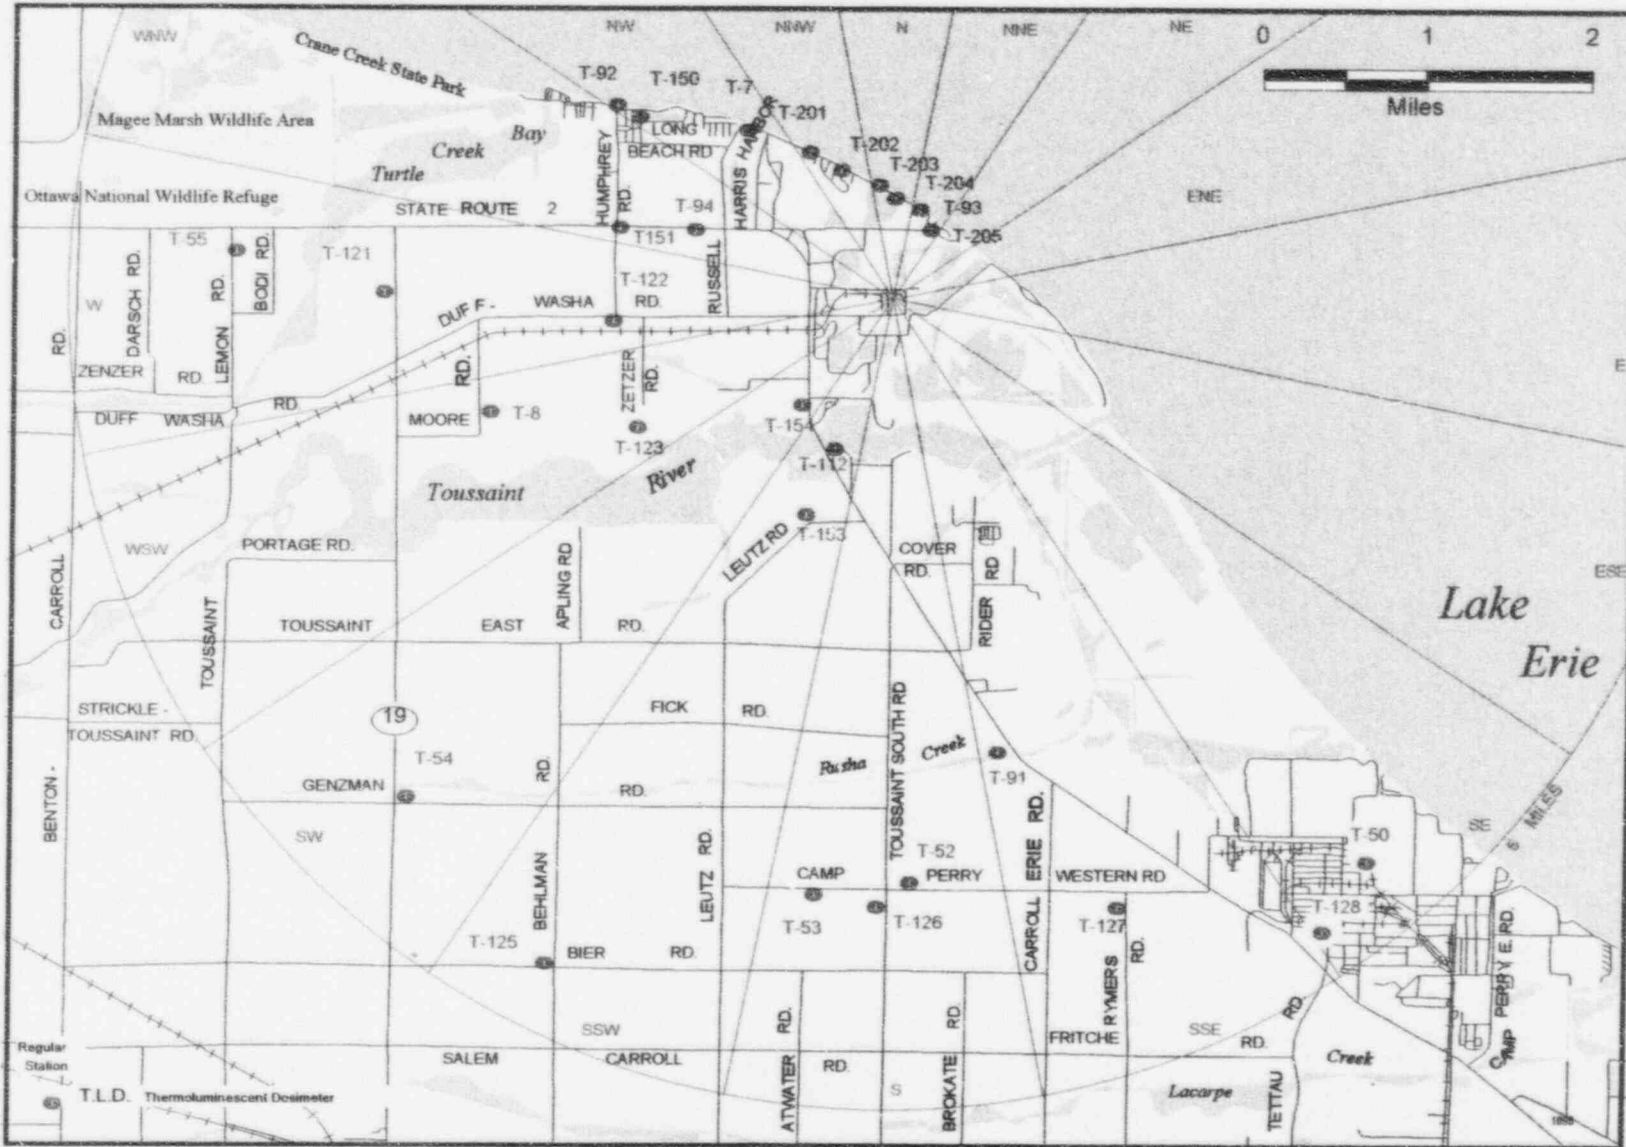 WNW
NW
NNW
N
NNE
NE
0 1 2
Miles
Crane Creek State Park
T-92
T-150
T-7
T-201
Magee Marsh Wildlife Area
Turtle Creek Bay
LONG
BEACH RD
HUMPHREY RD.
HARRIS HARBOR
T-202
T-203
T-204
T-93
T-205
ENE
Ottawa National Wildlife Refuge
STATE ROUTE 2
T-94
T-55
T-121
T151
T-122
W
DARSCH RD.
LEMON RD.
BODI RD.
RUSSELL
DUFF - WASHA RD.
RD.
ZENZER RD.
DUFF WASHA RD.
MOORE RD.
T-8
ZETZER RD.
T-123
T-154
T-112
E
Toussaint River
WSW
PORTAGE RD.
T-153
LEUTZ RD
COVER RD.
RIDER RD
APLING RD
ESE
Lake
Erie
CARROLL
TOUSSAINT
TOUSSAINT EAST RD.
STRICKLE -
TOUSSAINT RD.
19
FICK RD.
TOUSSAINT SOUTH RD
Rusha Creek
T-91
T-54
GENZMAN RD.
BENTON -
SW
BEHLMAN RD.
LEUTZ RD.
CARROLL ERIE RD.
SE
5 MILES
T-50
T-52
CAMP PERRY WESTERN RD
T-53
T-126
T-127
T-128
T-125
BIER RD.
RYMERS RD.
CAMP PERRY E. RD.
SSW
ATWATER RD.
BROKATE RD.
FRITCHE RD.
SSE
TETTAU RD.
Lacarpe Creek
SALEM CARROLL RD.
S
Regular
Station
T.L.D. Thermoluminescent Dosimeter